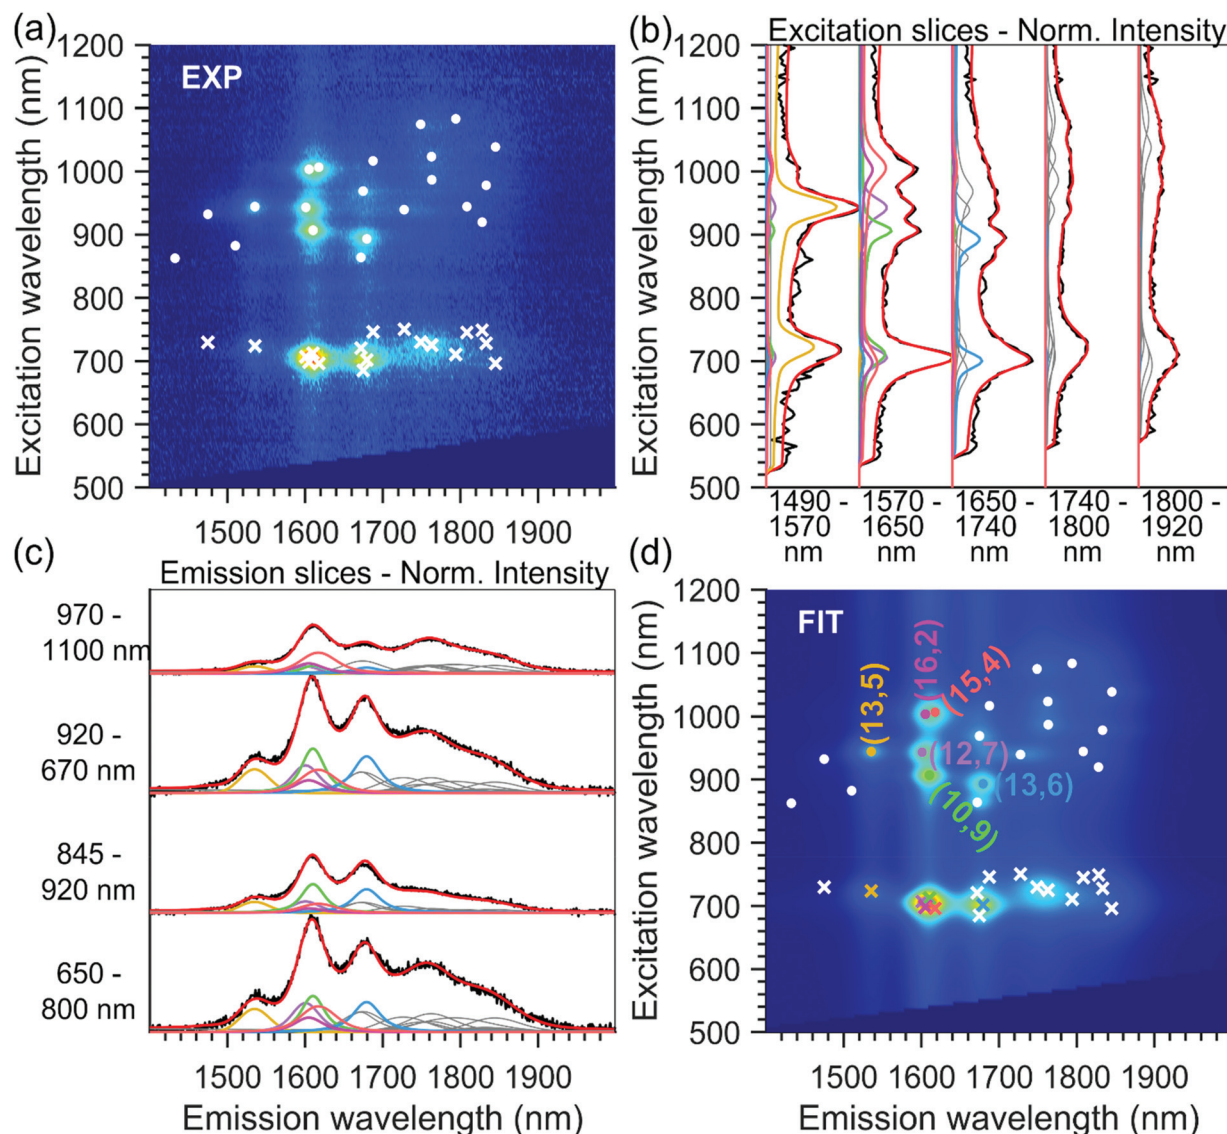 (a)
EXP
Excitation wavelength (nm)
1200
1100
1000
900
800
700
600
500
1500 1600 1700 1800 1900
(b)
Excitation slices - Norm. Intensity
Excitation wavelength (nm)
1200
1100
1000
900
800
700
600
500
1490 - 1570 - 1650 - 1740 - 1800 -
1570 1650 1740 1800 1920
nm nm nm nm nm
(c)
Emission slices - Norm. Intensity
970 -
1100 nm
920 -
670 nm
845 -
920 nm
650 -
800 nm
1500 1600 1700 1800 1900
Emission wavelength (nm)
(d)
FIT
Excitation wavelength (nm)
1200
1100
1000
900
800
700
600
500
(13,5)
(16,2)
(15,4)
(12,7)
(13,6)
(10,9)
1500 1600 1700 1800 1900
Emission wavelength (nm)